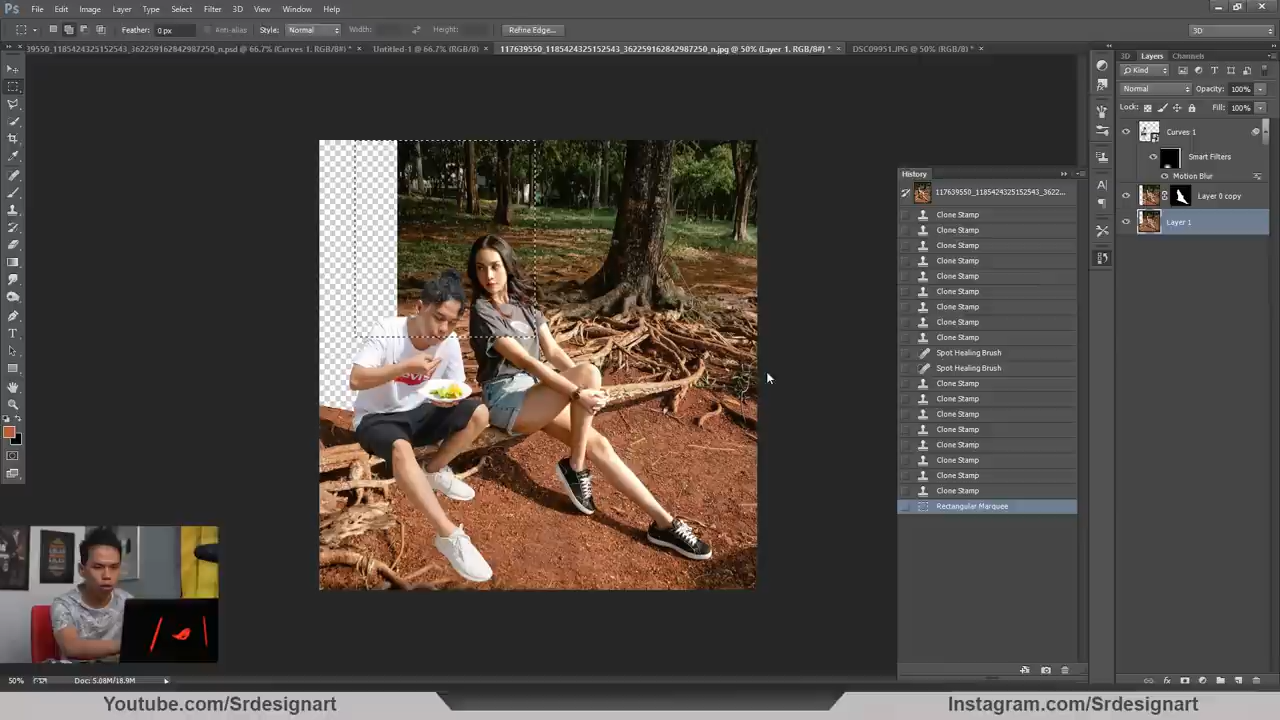 Ps File Edit Image Layer Type Select Filter 3D View Window Help
Feather: 0 px Anti-alias Style: Normal Width: Height: Refine Edge... 3D
39550_1185424325152543_362259162842987250_n.psd @ 66.7% (Curves 1, RGB/8#) * × Untitled-1 @ 66.7% (RGB/8) × 117639550_1185424325152543_362259162842987250_n.jpg @ 50% (Layer 1, RGB/8#) * × DSC09951.JPG @ 50% (RGB/8*) * ×
3D Layers Channels
Kind
Normal Opacity: 100%
Lock: Fill: 100%
Curves 1
Smart Filters
Motion Blur
Layer 0 copy
Layer 1
History
117639550_1185424325152543_3622...
Clone Stamp
Clone Stamp
Clone Stamp
Clone Stamp
Clone Stamp
Clone Stamp
Clone Stamp
Clone Stamp
Clone Stamp
Spot Healing Brush
Spot Healing Brush
Clone Stamp
Clone Stamp
Clone Stamp
Clone Stamp
Clone Stamp
Clone Stamp
Clone Stamp
Clone Stamp
Rectangular Marquee
50% Doc: 5.08M/18.9M
Youtube.com/Srdesignart
Instagram.com/Srdesignart